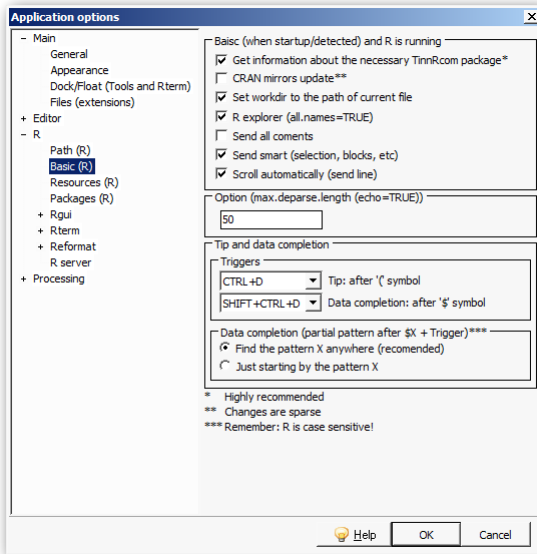 Application options
- Main
General
Appearance
Dock/Float (Tools and Rterm)
Files (extensions)
+ Editor
- R
Path (R)
Basic (R)
Resources (R)
Packages (R)
+ Rgui
+ Rterm
+ Reformat
R server
+ Processing
Baisc (when startup/detected) and R is running
Get information about the necessary TinnRcom package*
CRAN mirrors update**
Set workdir to the path of current file
R explorer (all.names=TRUE)
Send all coments
Send smart (selection, blocks, etc)
Scroll automatically (send line)
Option (max.deparse.length (echo=TRUE))
50
Tip and data completion
Triggers
CTRL+D Tip: after '(' symbol
SHIFT+CTRL+D Data completion: after '$' symbol
Data completion (partial pattern after $X + Trigger)***
Find the pattern X anywhere (recomended)
Just starting by the pattern X
* Highly recommended
** Changes are sparse
*** Remember: R is case sensitive!
Help OK Cancel